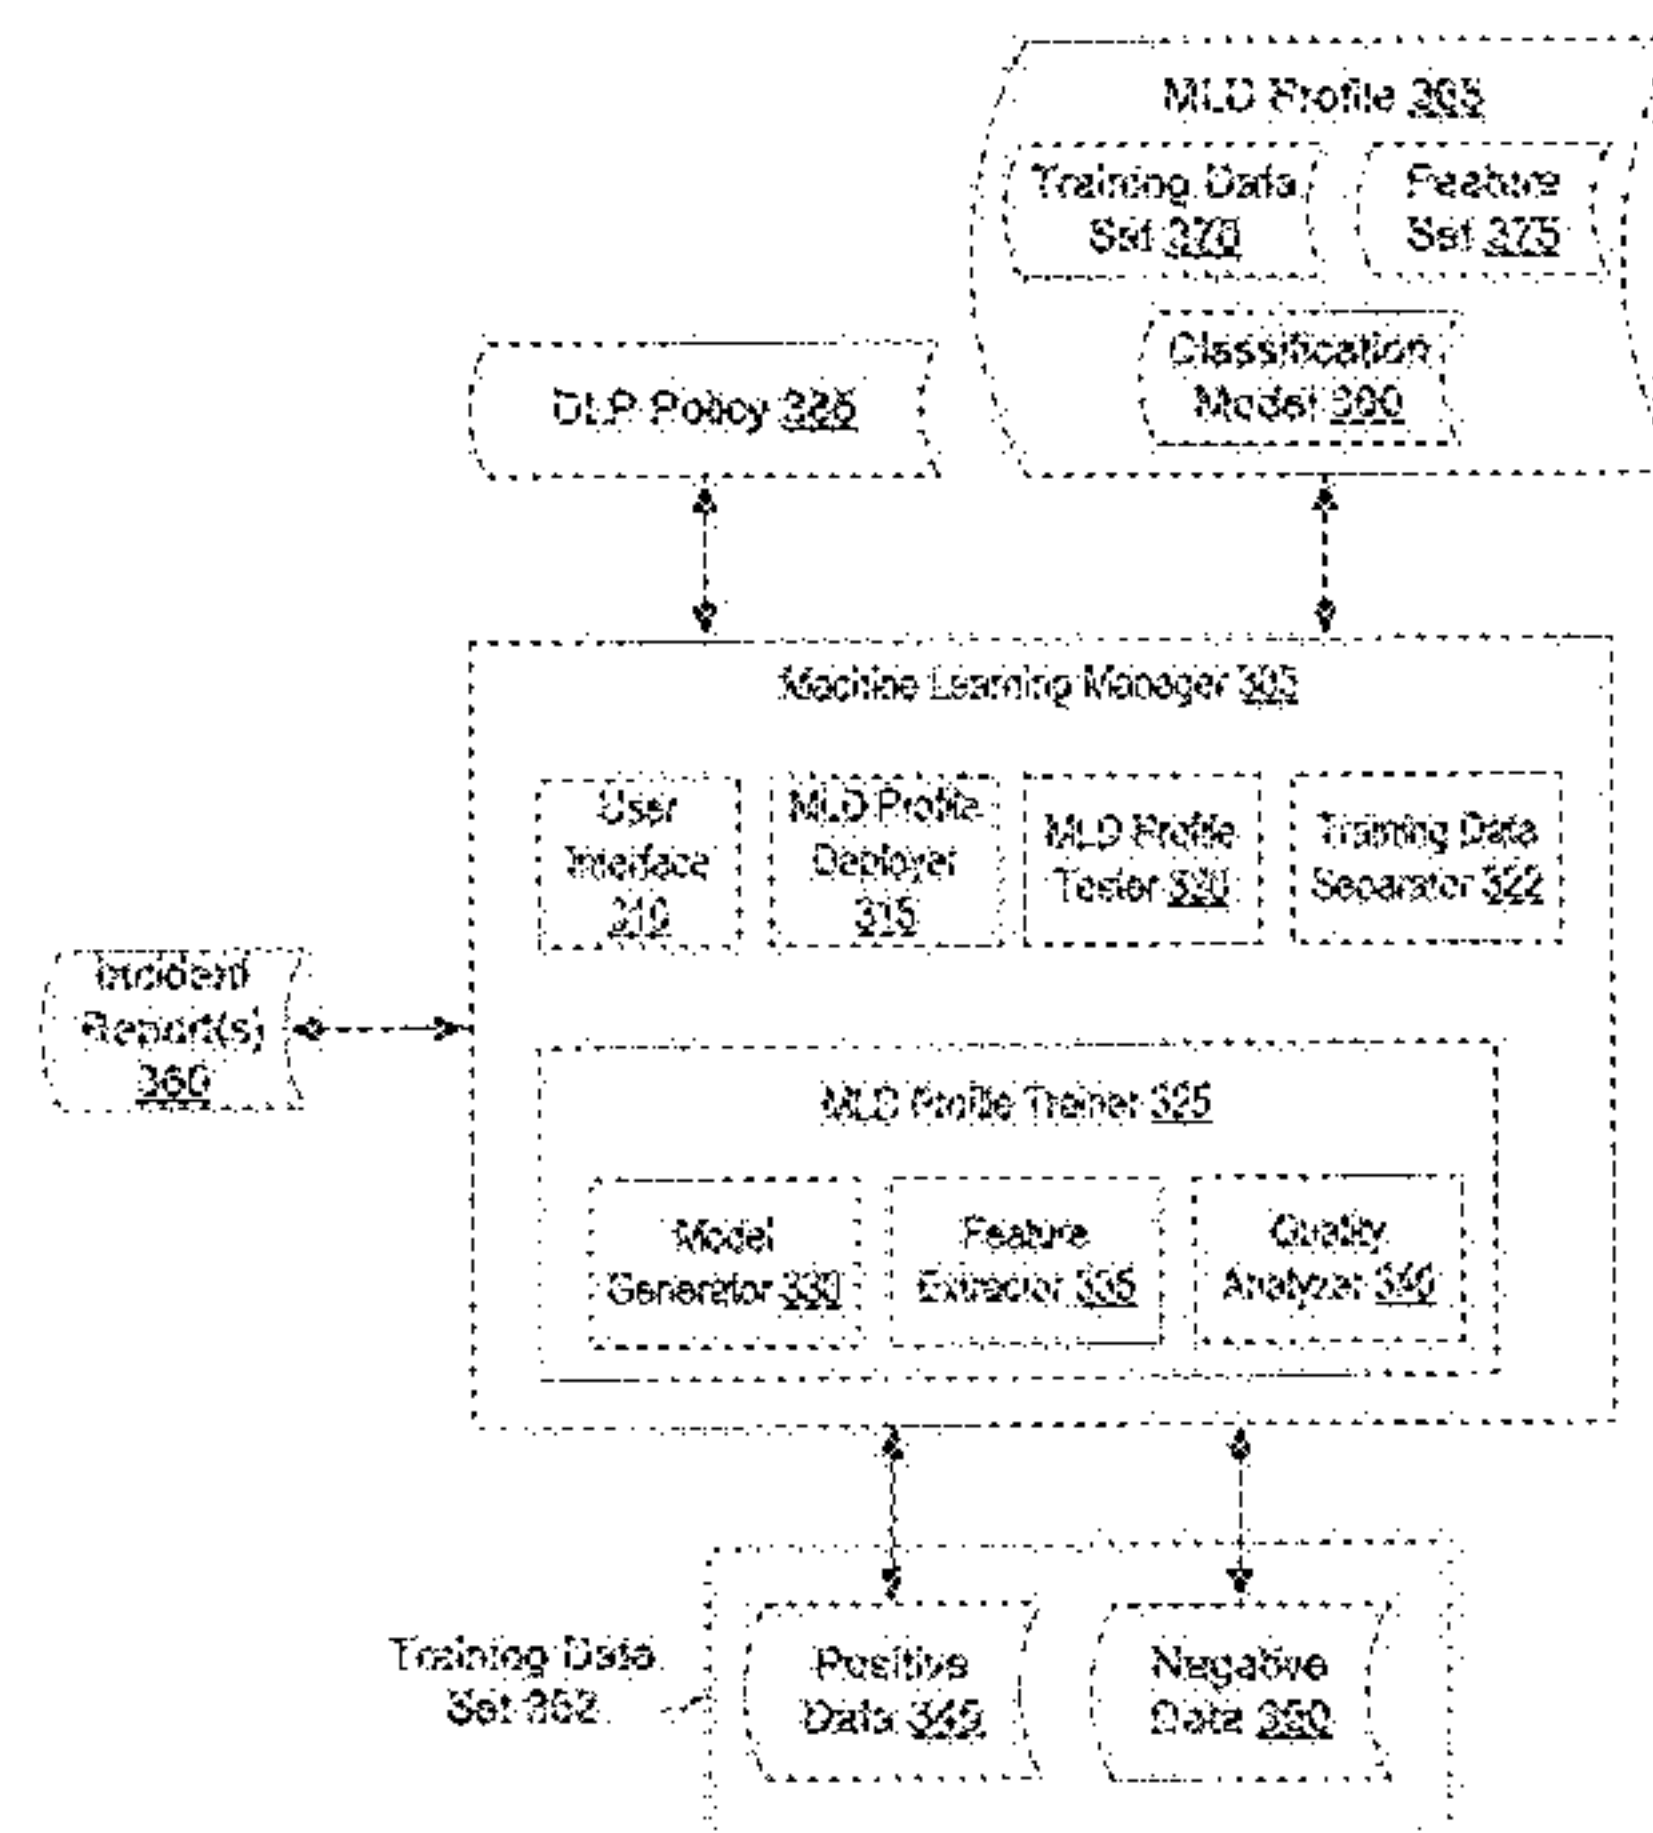 MLD Profile 365
Training Data
Set 370
Feature
Set 375
Classification
Model 380
DLP Policy
Machine Learning Manager 305
User
Interface
310
MLD Profile
Deployer
315
MLD Profile
Tester 320
Training Data
Separator 322
Incident
Report(s)
360
MLD Profile Trainer 325
Model
Generator 330
Feature
Extractor 335
Quality
Analyzer 340
Training Data
Set 352
Positive
Data 345
Negative
Data 350